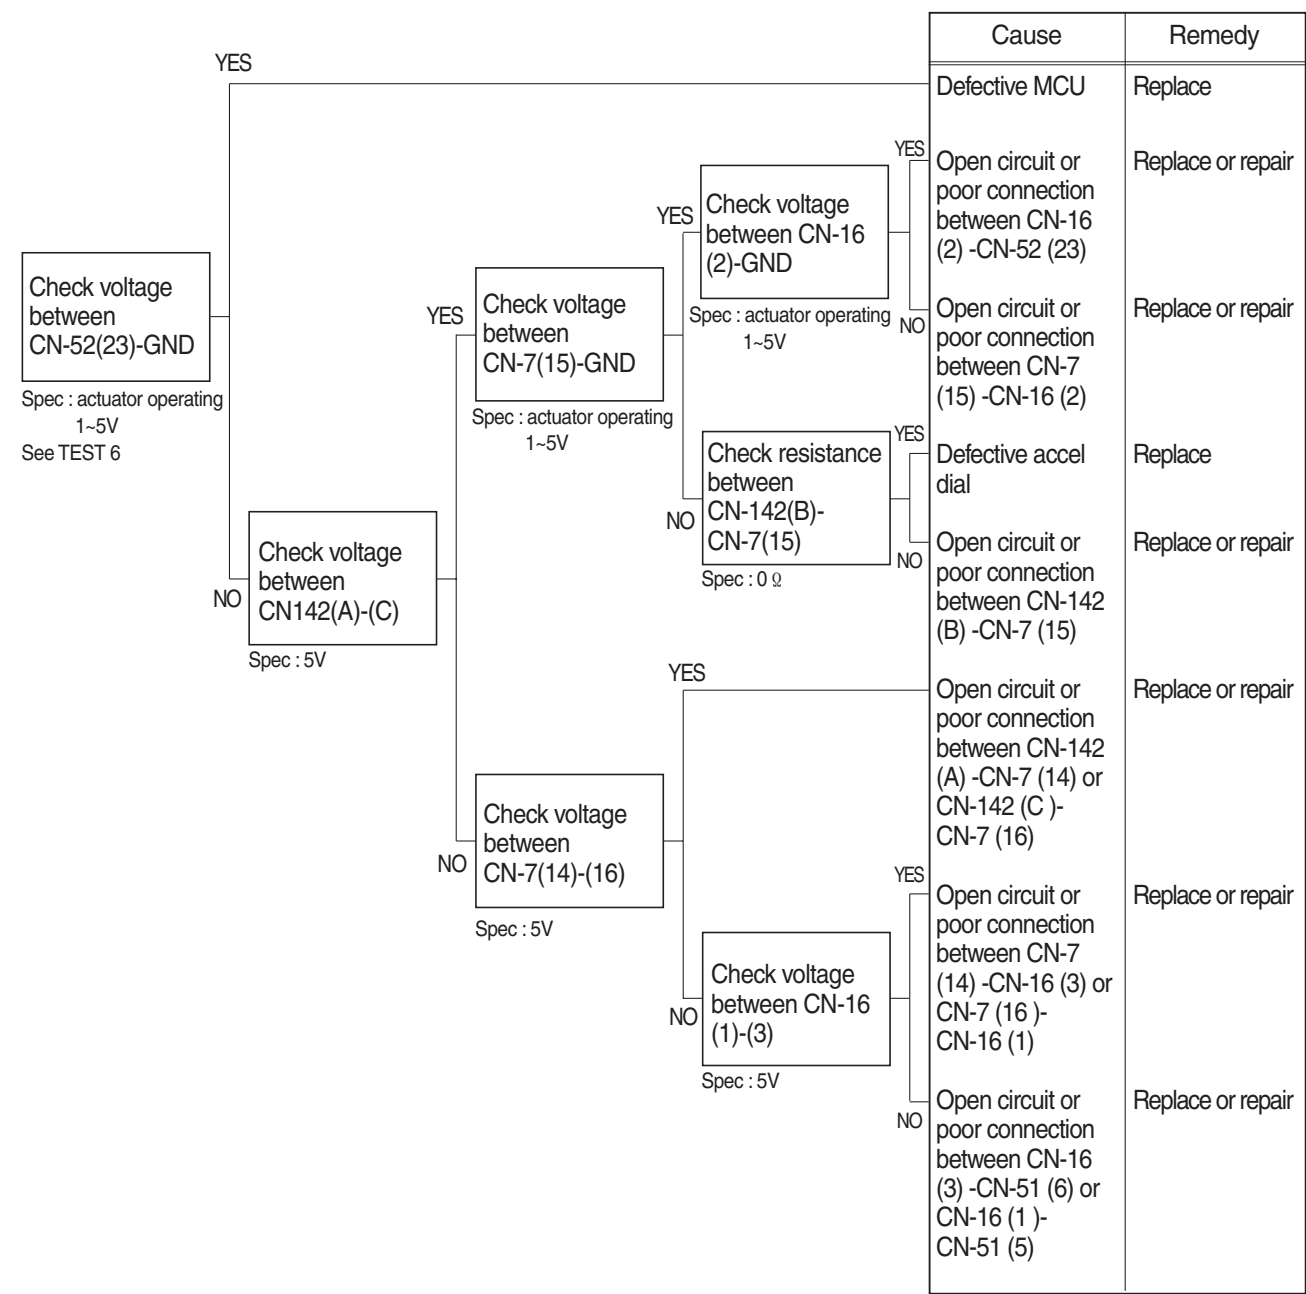 Cause
Remedy
YES
Defective MCU
Replace
YES
Open circuit or
poor connection
between CN-16
(2) -CN-52 (23)
Replace or repair
YES
Check voltage
between CN-16
(2)-GND
Spec : actuator operating
1~5V
NO
Open circuit or
poor connection
between CN-7
(15) -CN-16 (2)
Replace or repair
Check voltage
between
CN-52(23)-GND
Spec : actuator operating
1~5V
See TEST 6
YES
Check voltage
between
CN-7(15)-GND
Spec : actuator operating
1~5V
YES
Defective accel
dial
Replace
NO
Check resistance
between
CN-142(B)-
CN-7(15)
Spec : 0 Ω
NO
Open circuit or
poor connection
between CN-142
(B) -CN-7 (15)
Replace or repair
NO
Check voltage
between
CN142(A)-(C)
Spec : 5V
YES
Open circuit or
poor connection
between CN-142
(A) -CN-7 (14) or
CN-142 (C )-
CN-7 (16)
Replace or repair
NO
Check voltage
between
CN-7(14)-(16)
Spec : 5V
YES
Open circuit or
poor connection
between CN-7
(14) -CN-16 (3) or
CN-7 (16 )-
CN-16 (1)
Replace or repair
NO
Check voltage
between CN-16
(1)-(3)
Spec : 5V
NO
Open circuit or
poor connection
between CN-16
(3) -CN-51 (6) or
CN-16 (1 )-
CN-51 (5)
Replace or repair